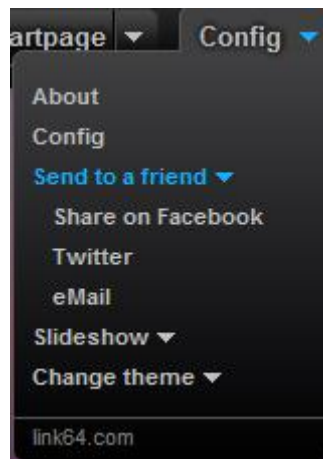 artpage Config
About
Config
Send to a friend
Share on Facebook
Twitter
eMail
Slideshow
Change theme
link64.com